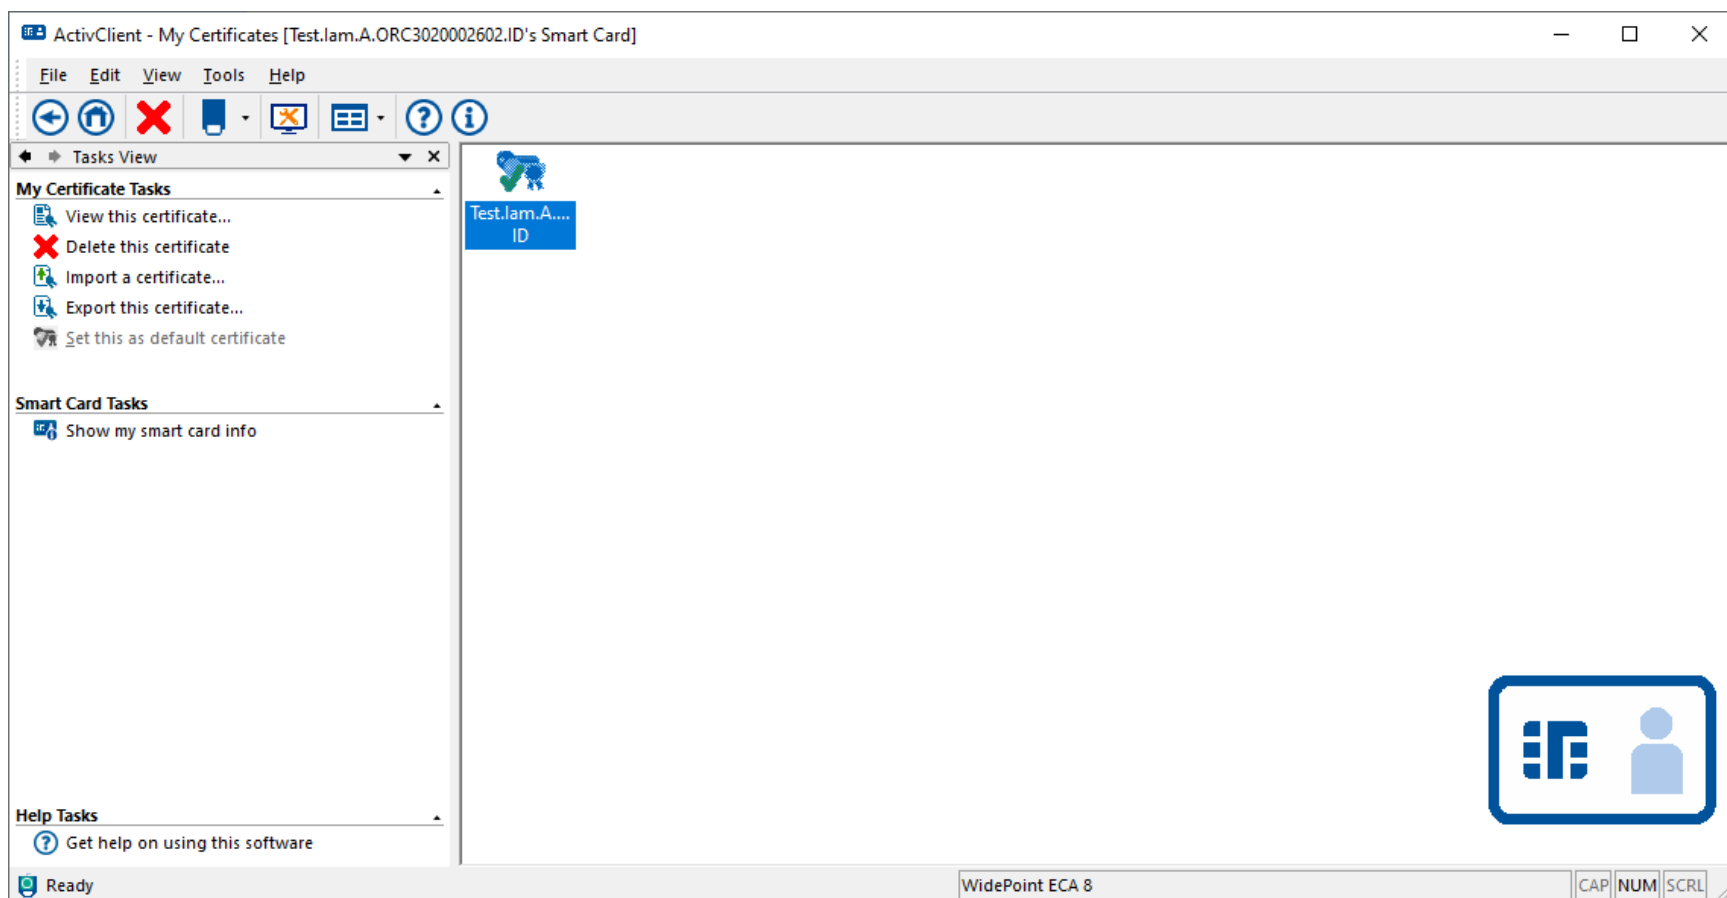 ActivClient - My Certificates [Test.Iam.A.ORC3020002602.ID's Smart Card]
File Edit View Tools Help
Tasks View
My Certificate Tasks
View this certificate...
Delete this certificate
Import a certificate...
Export this certificate...
Set this as default certificate
Smart Card Tasks
Show my smart card info
Help Tasks
Get help on using this software
Test.Iam.A....
ID
Ready
WidePoint ECA 8
CAP NUM SCRL